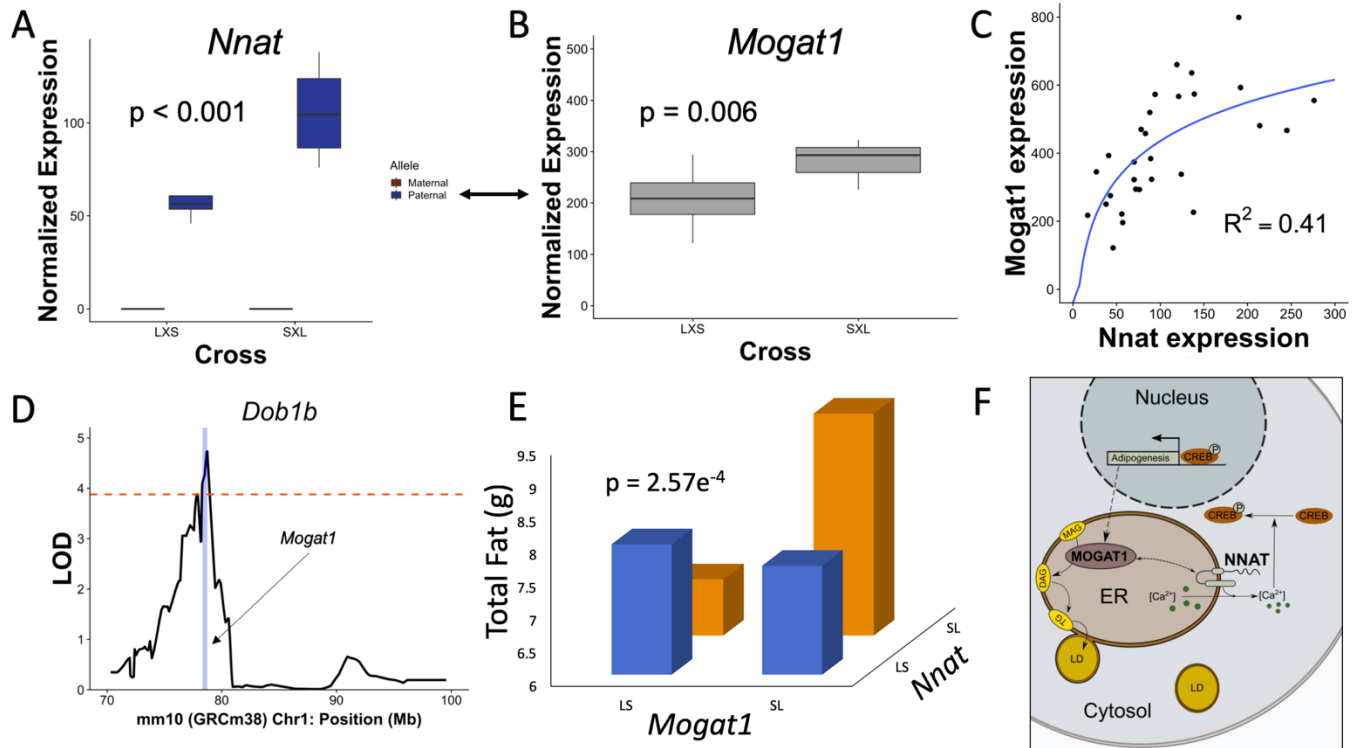 A
Nnat
Normalized Expression
p < 0.001
100
50
0
LXS
SXL
Cross
Allele
Maternal
Paternal
B
Mogat1
Normalized Expression
p = 0.006
500
400
300
200
100
0
LXS
SXL
Cross
C
Mogat1 expression
800
600
400
200
0
R² = 0.41
0
50
100
150
200
250
300
Nnat expression
D
Dob1b
LOD
5
4
3
2
1
0
Mogat1
70
80
90
100
mm10 (GRCm38) Chr1: Position (Mb)
E
Total Fat (g)
p = 2.57e⁻⁴
9.5
9
8.5
8
7.5
7
6.5
6
LS
SL
Mogat1
LS
SL
Nnat
F
Nucleus
Adipogenesis
CREB
P
CREB
P
CREB
MAG
MOGAT1
NNAT
DAG
ER
[Ca²⁺]
[Ca²⁺]
TG
LD
LD
Cytosol